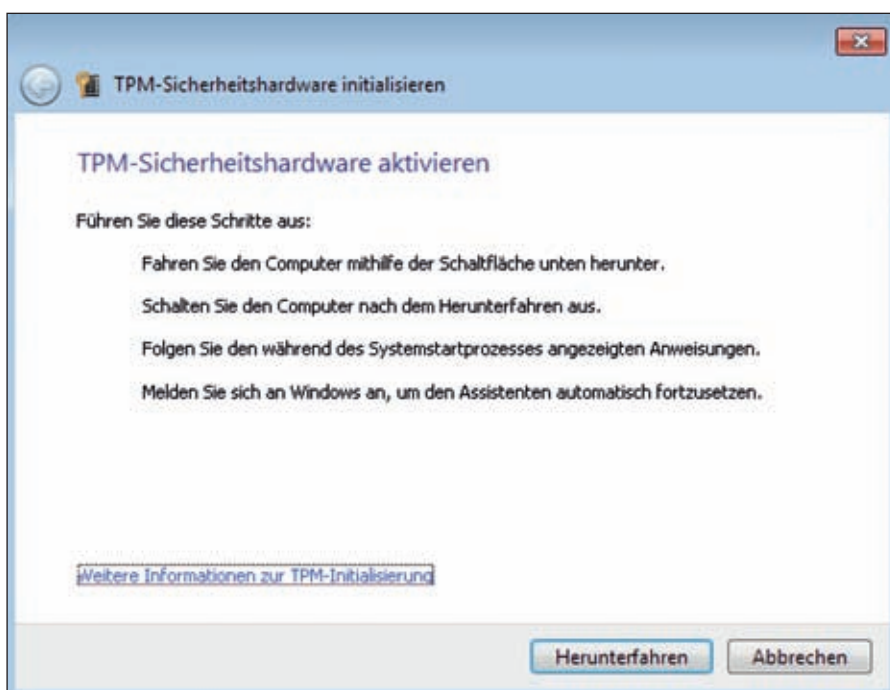 TPM-Sicherheitshardware initialisieren
TPM-Sicherheitshardware aktivieren
Führen Sie diese Schritte aus:
Fahren Sie den Computer mithilfe der Schaltfläche unten herunter.
Schalten Sie den Computer nach dem Herunterfahren aus.
Folgen Sie den während des Systemstartprozesses angezeigten Anweisungen.
Melden Sie sich an Windows an, um den Assistenten automatisch fortzusetzen.
Weitere Informationen zur TPM-Initialisierung
Herunterfahren
Abbrechen